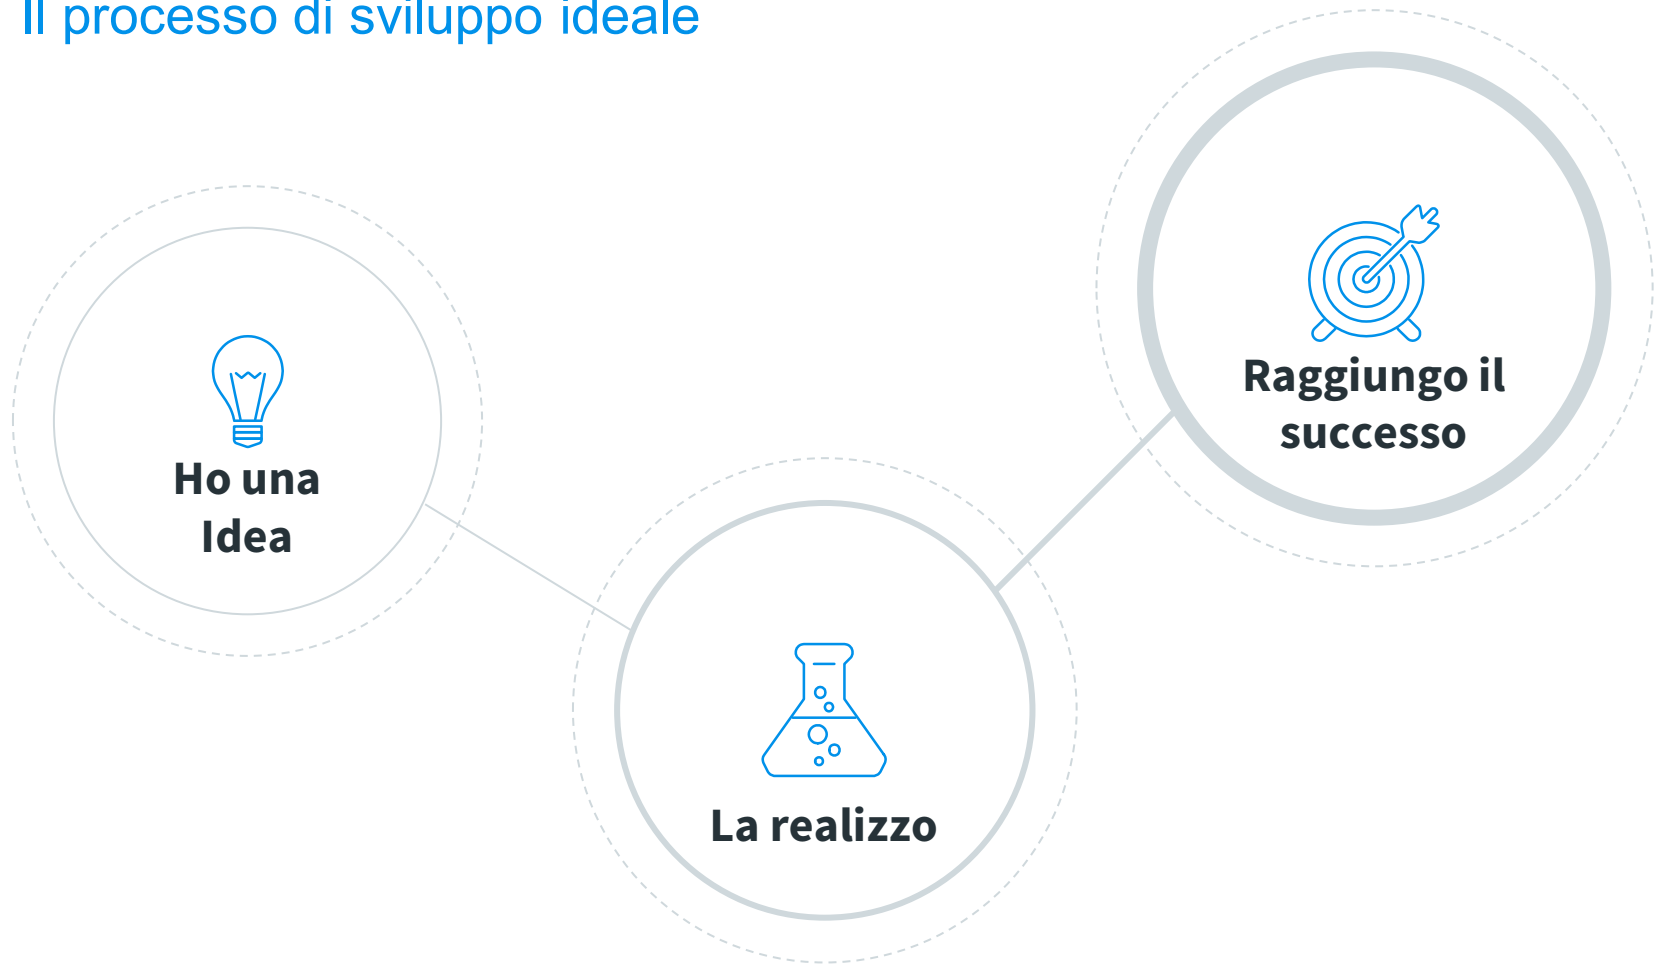 Il processo di sviluppo ideale
Ho una
Idea
La realizzo
Raggiungo il
successo